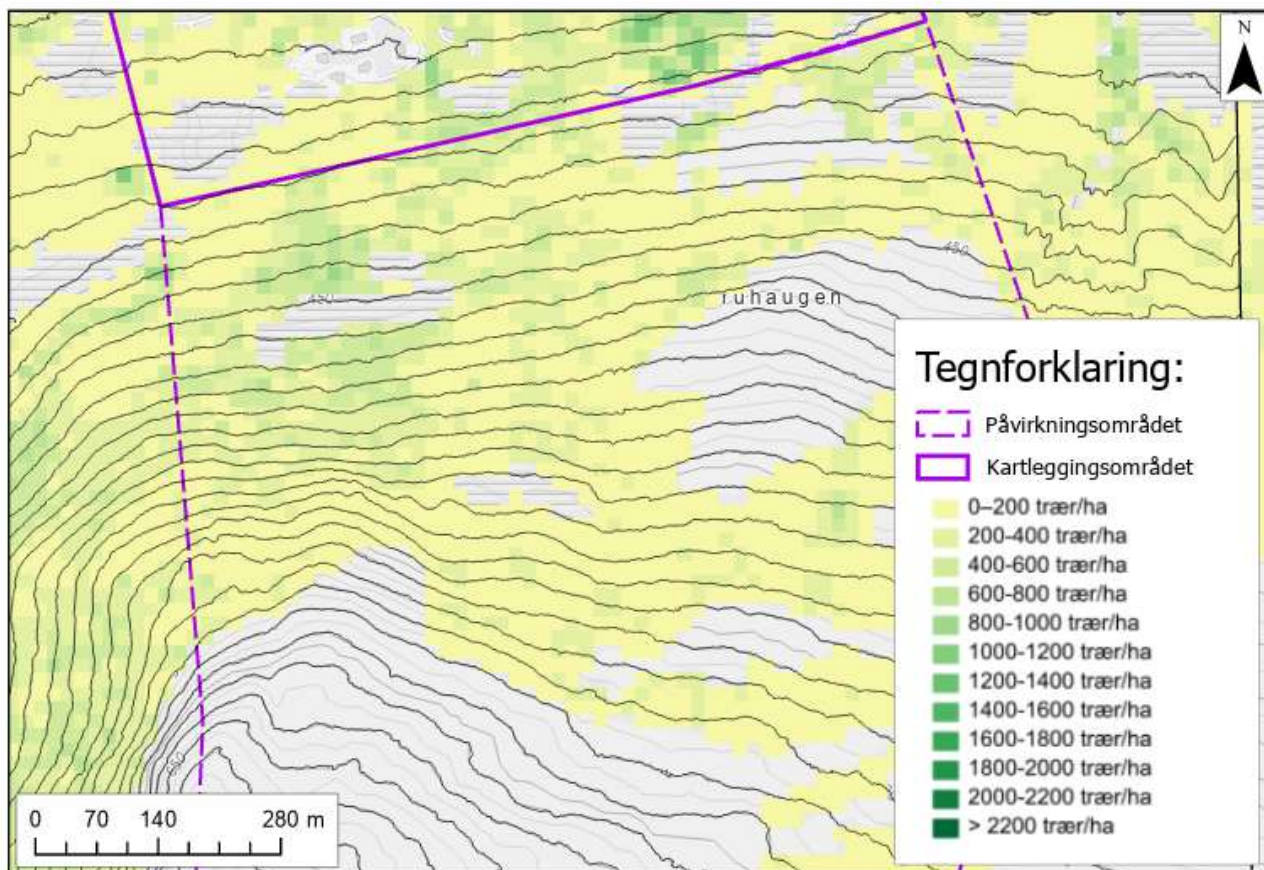 N
450
450
ruhaugen
Tegnforklaring:
Påvirkningsområdet
Kartleggingsområdet
0–200 trær/ha
200-400 trær/ha
400-600 trær/ha
600-800 trær/ha
800-1000 trær/ha
1000-1200 trær/ha
1200-1400 trær/ha
1400-1600 trær/ha
1600-1800 trær/ha
1800-2000 trær/ha
2000-2200 trær/ha
> 2200 trær/ha
0 70 140 280 m